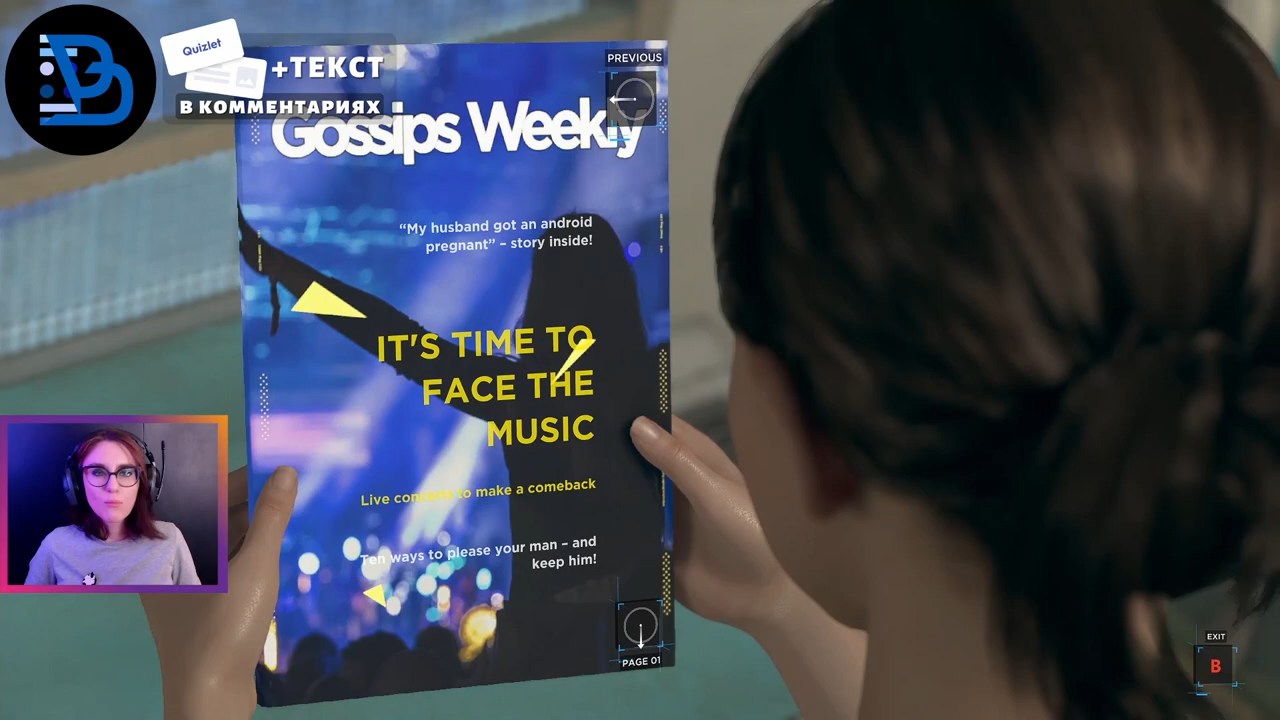 Quizlet
+ТЕКСТ
В КОММЕНТАРИЯХ
PREVIOUS
Gossips Weekly
“My husband got an android
pregnant” – story inside!
IT'S TIME TO
FACE THE
MUSIC
Live concerts to make a comeback
Ten ways to please your man – and
keep him!
PAGE 01
EXIT
B